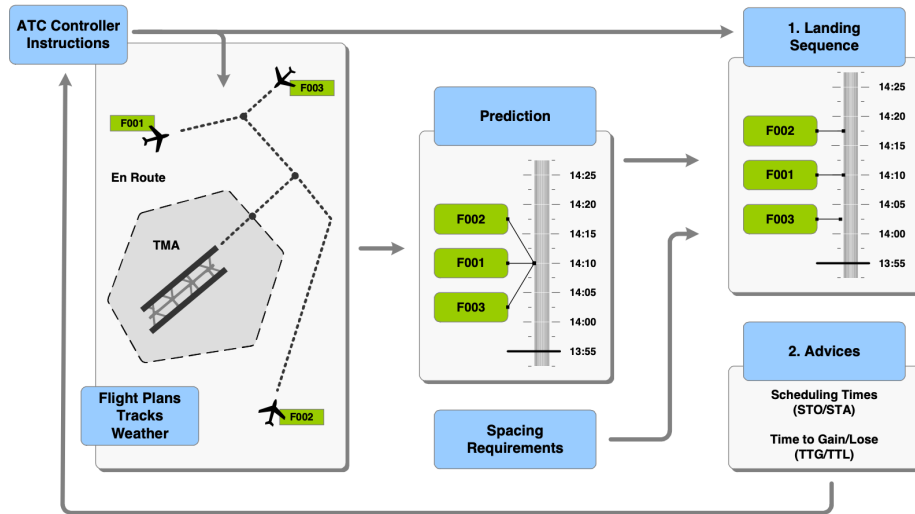 ATC Controller
Instructions
F003
F001
En Route
TMA
F002
Flight Plans
Tracks
Weather
Prediction
14:25
14:20
F002
14:15
F001
14:10
14:05
F003
14:00
13:55
Spacing
Requirements
1. Landing
Sequence
14:25
14:20
F002
14:15
F001
14:10
14:05
F003
14:00
13:55
2. Advices
Scheduling Times
(STO/STA)
Time to Gain/Lose
(TTG/TTL)